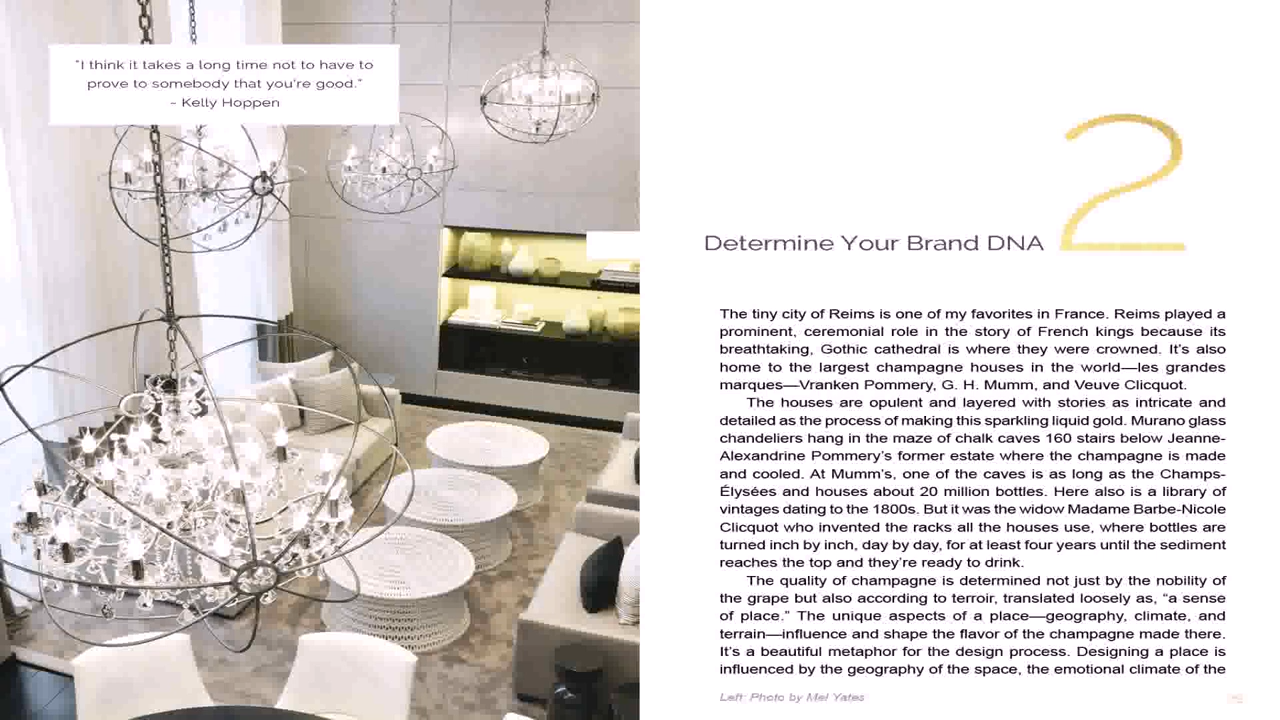 “I think it takes a long time not to have to
prove to somebody that you’re good.”
– Kelly Hoppen
2
Determine Your Brand DNA
The tiny city of Reims is one of my favorites in France. Reims played a
prominent, ceremonial role in the story of French kings because its
breathtaking, Gothic cathedral is where they were crowned. It’s also
home to the largest champagne houses in the world—les grandes
marques—Vranken Pommery, G. H. Mumm, and Veuve Clicquot.
The houses are opulent and layered with stories as intricate and
detailed as the process of making this sparkling liquid gold. Murano glass
chandeliers hang in the maze of chalk caves 160 stairs below Jeanne-
Alexandrine Pommery’s former estate where the champagne is made
and cooled. At Mumm’s, one of the caves is as long as the Champs-
Élysées and houses about 20 million bottles. Here also is a library of
vintages dating to the 1800s. But it was the widow Madame Barbe-Nicole
Clicquot who invented the racks all the houses use, where bottles are
turned inch by inch, day by day, for at least four years until the sediment
reaches the top and they’re ready to drink.
The quality of champagne is determined not just by the nobility of
the grape but also according to terroir, translated loosely as, “a sense
of place.” The unique aspects of a place—geography, climate, and
terrain—influence and shape the flavor of the champagne made there.
It’s a beautiful metaphor for the design process. Designing a place is
influenced by the geography of the space, the emotional climate of the
Left: Photo by Mel Yates